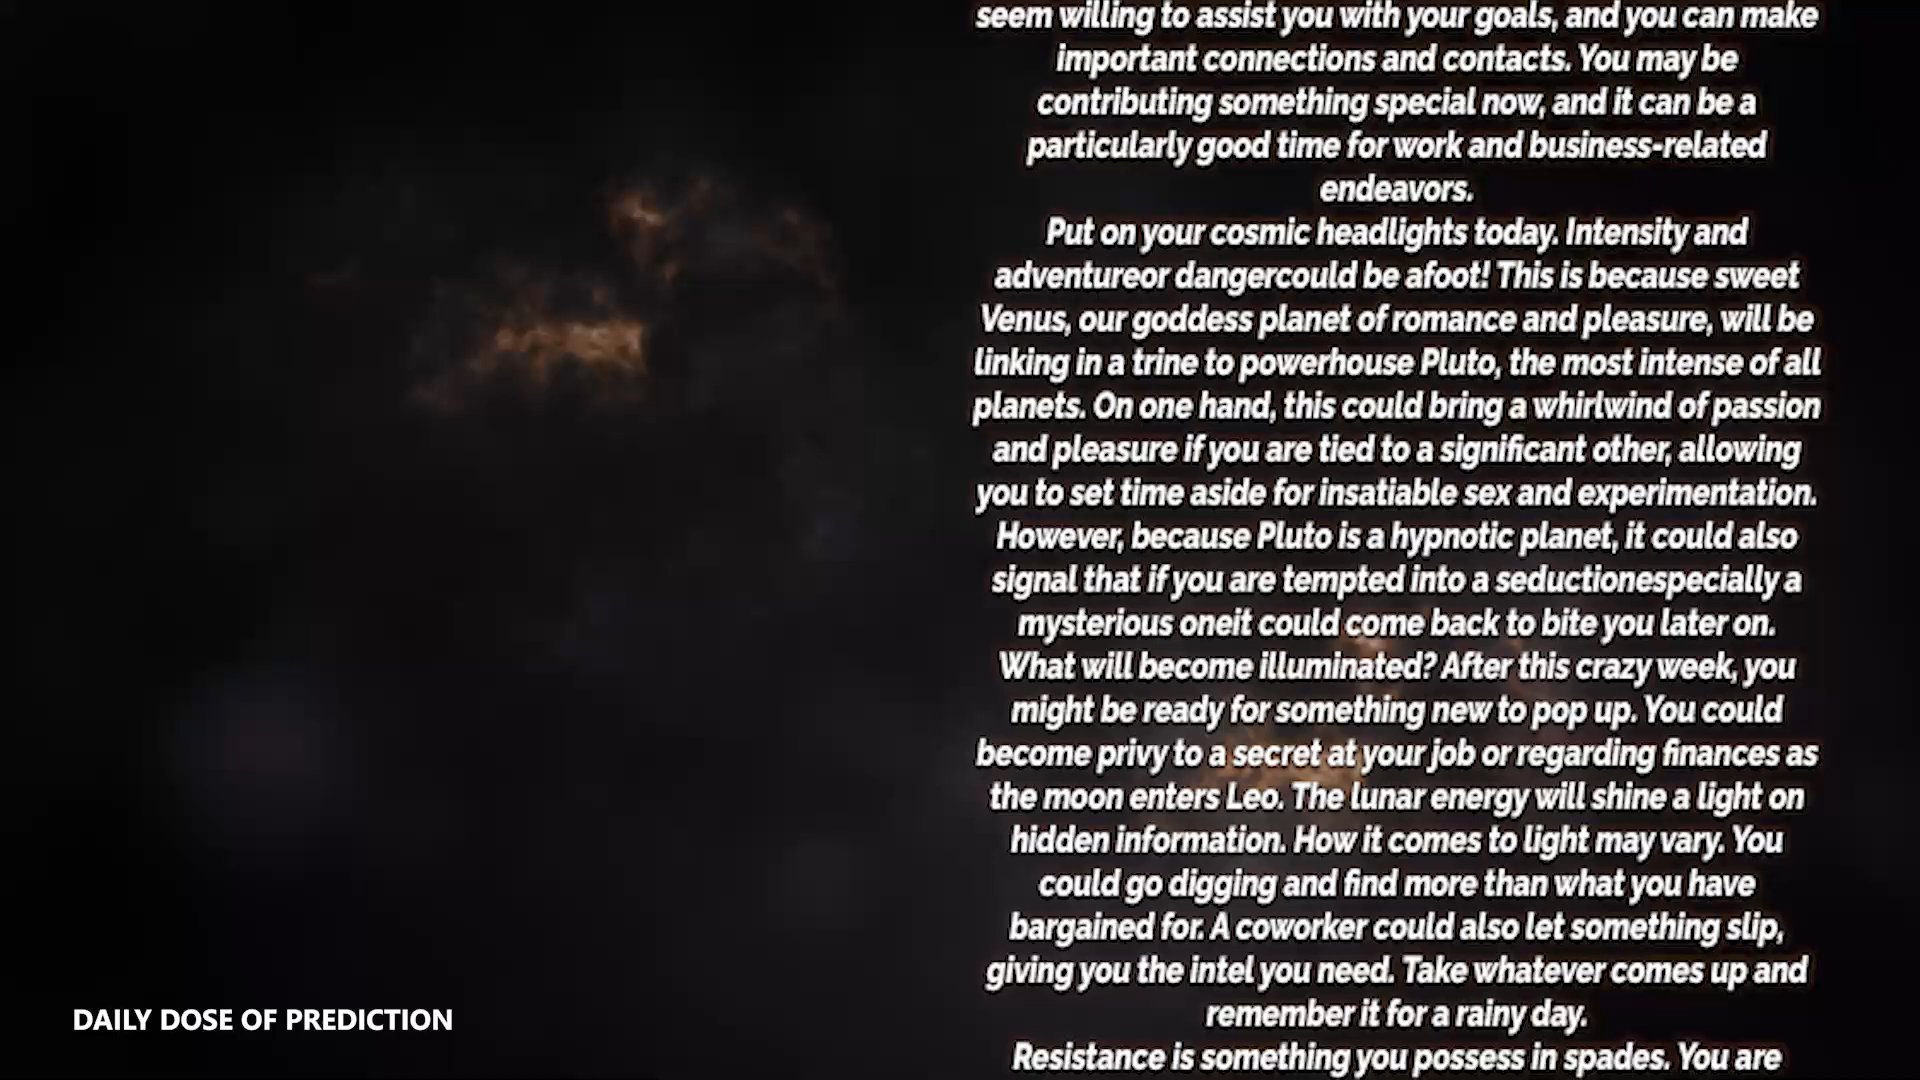 seem willing to assist you with your goals, and you can make
important connections and contacts. You may be
contributing something special now, and it can be a
particularly good time for work and business-related
endeavors.
Put on your cosmic headlights today. Intensity and
adventureor dangercould be afoot! This is because sweet
Venus, our goddess planet of romance and pleasure, will be
linking in a trine to powerhouse Pluto, the most intense of all
planets. On one hand, this could bring a whirlwind of passion
and pleasure if you are tied to a significant other, allowing
you to set time aside for insatiable sex and experimentation.
However, because Pluto is a hypnotic planet, it could also
signal that if you are tempted into a seductionespecially a
mysterious oneit could come back to bite you later on.
What will become illuminated? After this crazy week, you
might be ready for something new to pop up. You could
become privy to a secret at your job or regarding finances as
the moon enters Leo. The lunar energy will shine a light on
hidden information. How it comes to light may vary. You
could go digging and find more than what you have
bargained for. A coworker could also let something slip,
giving you the intel you need. Take whatever comes up and
remember it for a rainy day.
Resistance is something you possess in spades. You are
DAILY DOSE OF PREDICTION